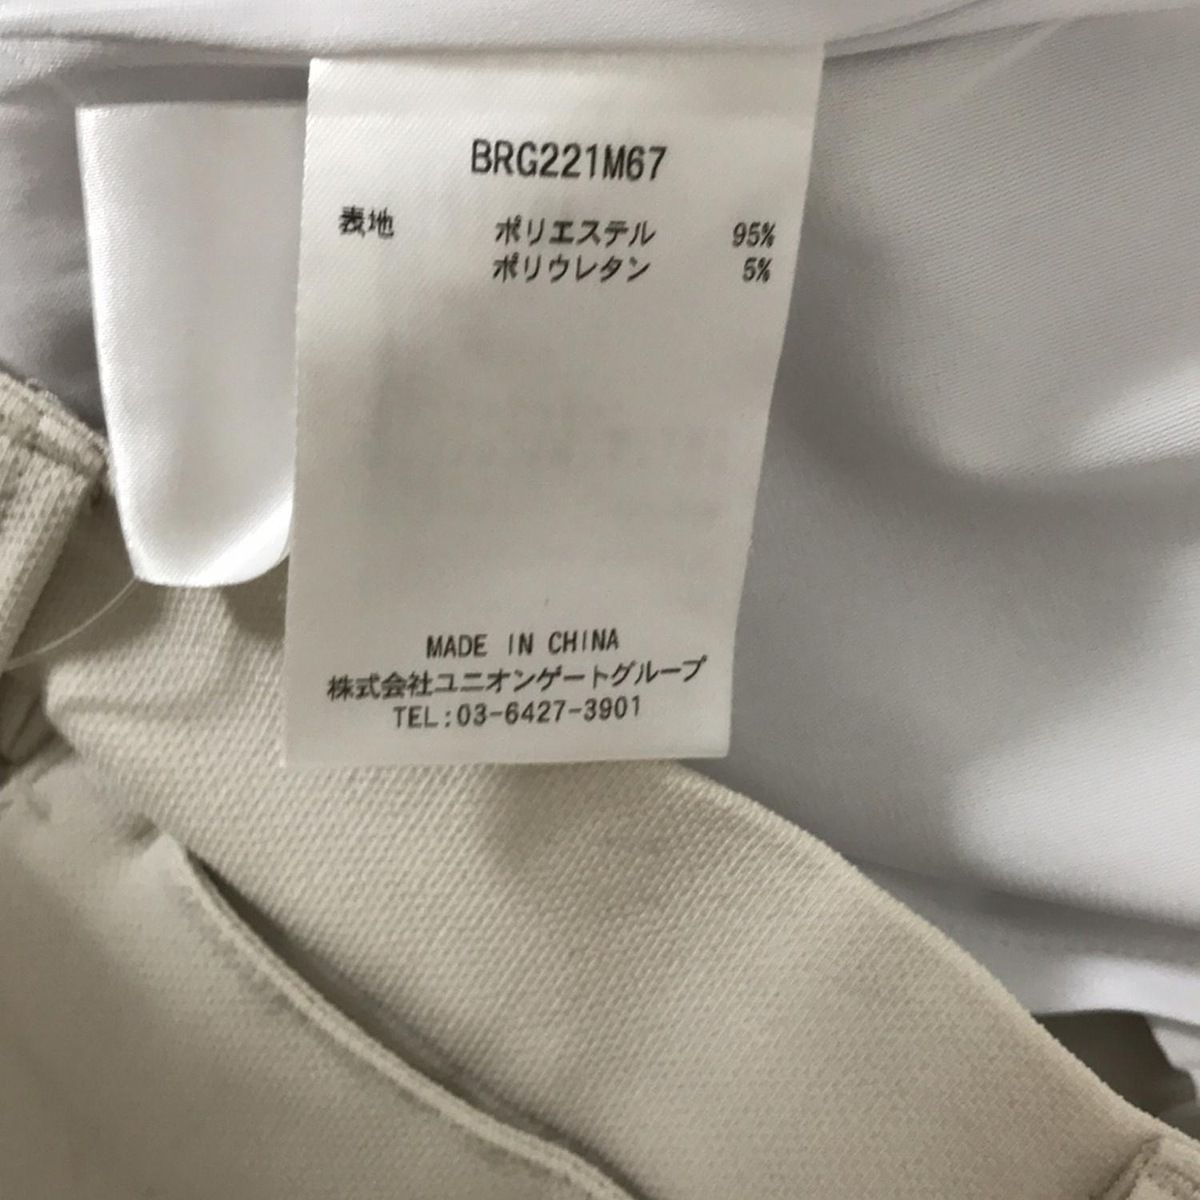 BRG221M67
表地 ポリエステル 95%
ポリウレタン 5%
MADE IN CHINA
株式会社ユニオンゲートグループ
TEL:03-6427-3901